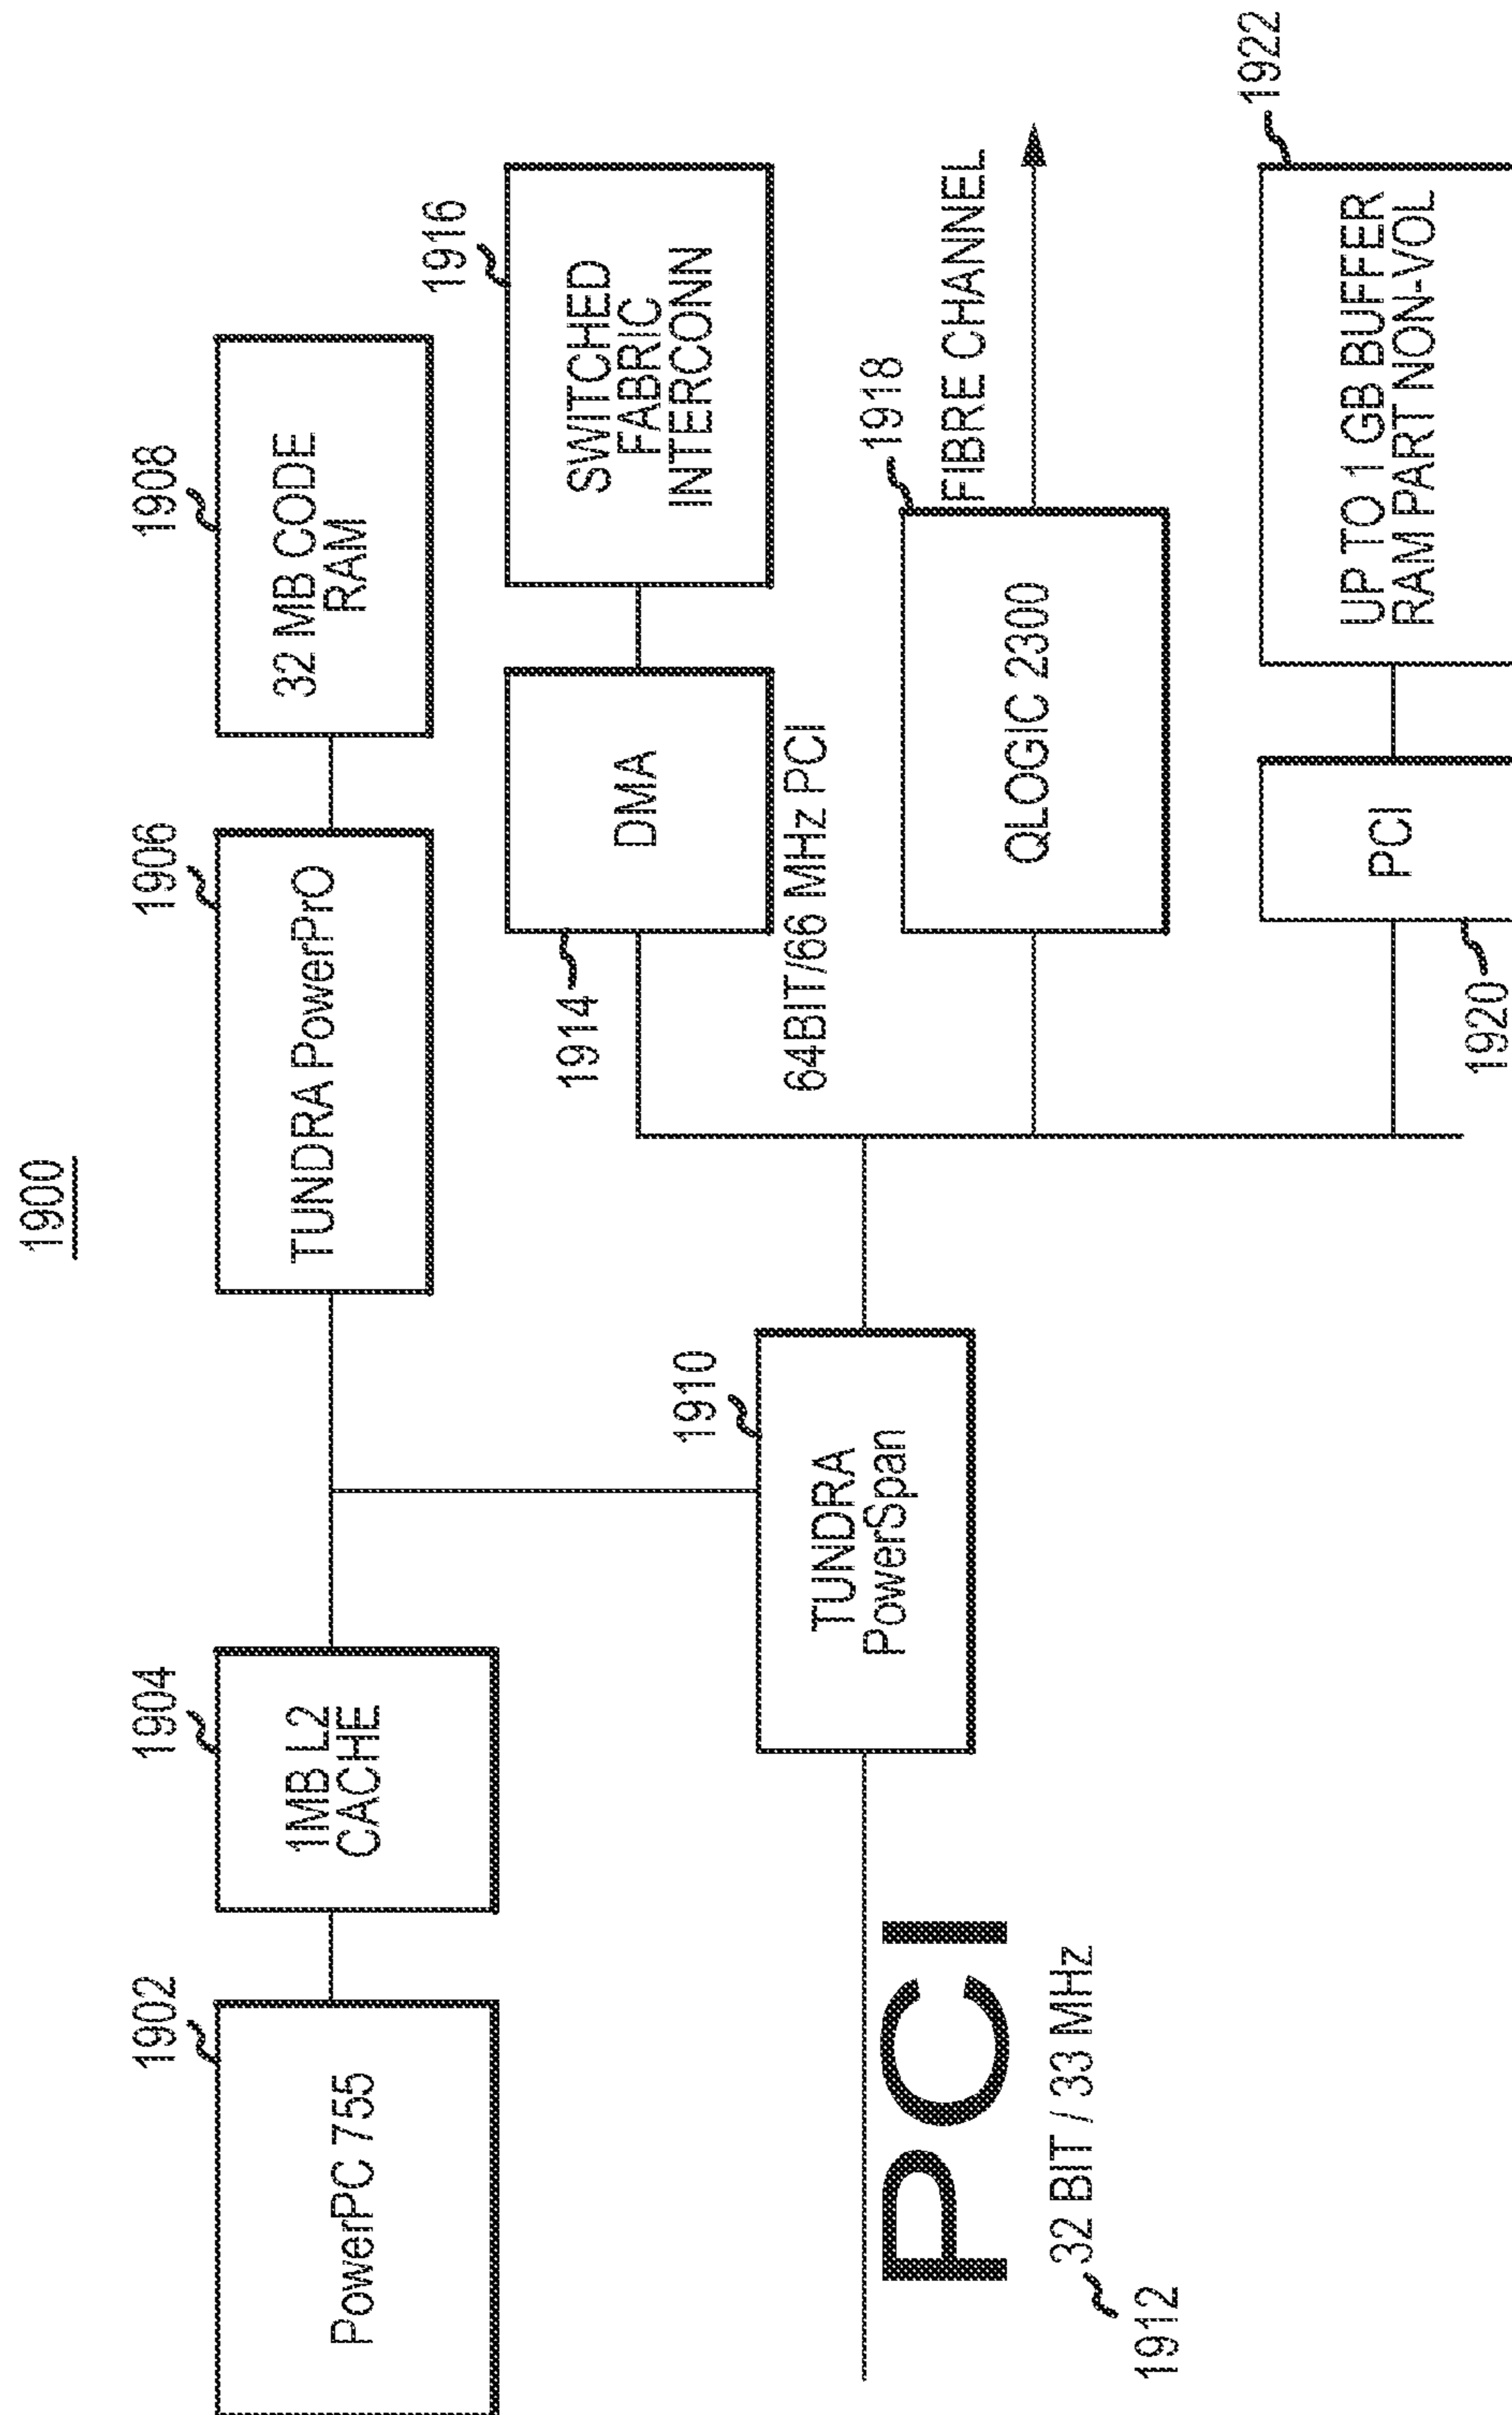 1900
1902
PowerPC 755
1904
1MB L2
CACHE
1906
TUNDRA PowerPrO
1908
32 MB CODE
RAM
1910
TUNDRA
PowerSpan
PCI
32 BIT / 33 MHz
1912
1914
DMA
64BIT/66 MHz PCI
1916
SWITCHED
FABRIC
INTERCONN
1918
QLOGIC 2300
FIBRE CHANNEL
1920
PCI
1922
UP TO 1 GB BUFFER
RAM PART NON-VOL